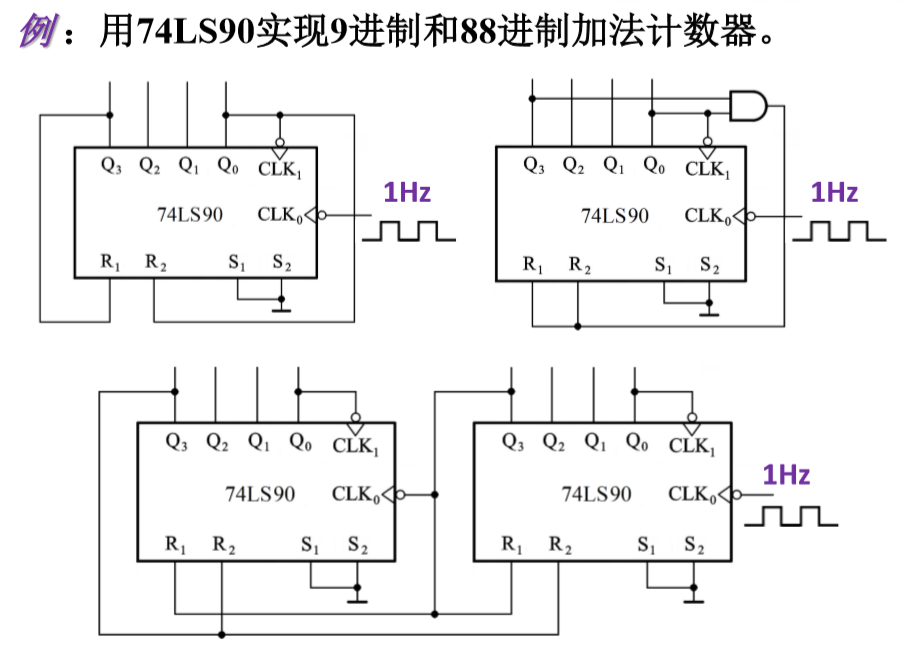 例：用74LS90实现9进制和88进制加法计数器。
Q₃ Q₂ Q₁ Q₀ CLK₁
74LS90 CLK₀
R₁ R₂ S₁ S₂
1Hz
Q₃ Q₂ Q₁ Q₀ CLK₁
74LS90 CLK₀
R₁ R₂ S₁ S₂
1Hz
Q₃ Q₂ Q₁ Q₀ CLK₁
74LS90 CLK₀
R₁ R₂ S₁ S₂
Q₃ Q₂ Q₁ Q₀ CLK₁
74LS90 CLK₀
R₁ R₂ S₁ S₂
1Hz